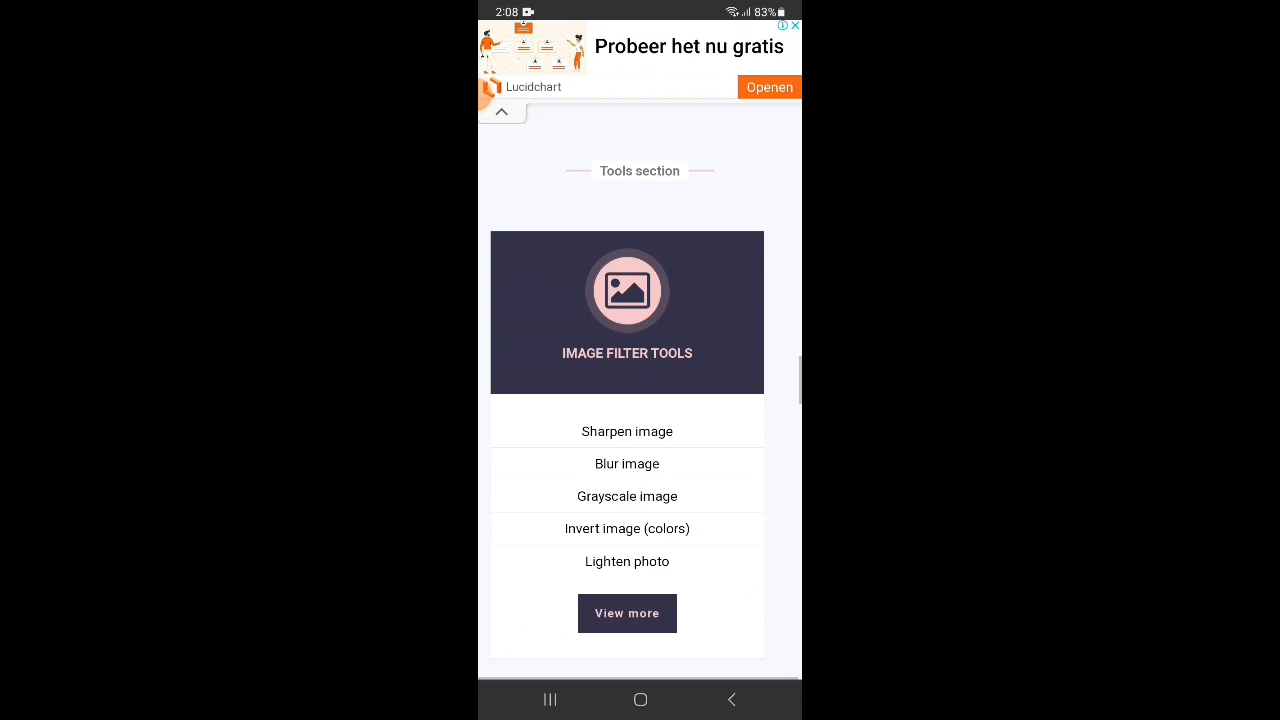 2:08
83%
Probeer het nu gratis
Lucidchart
Openen
Tools section
IMAGE FILTER TOOLS
Sharpen image
Blur image
Grayscale image
Invert image (colors)
Lighten photo
View more